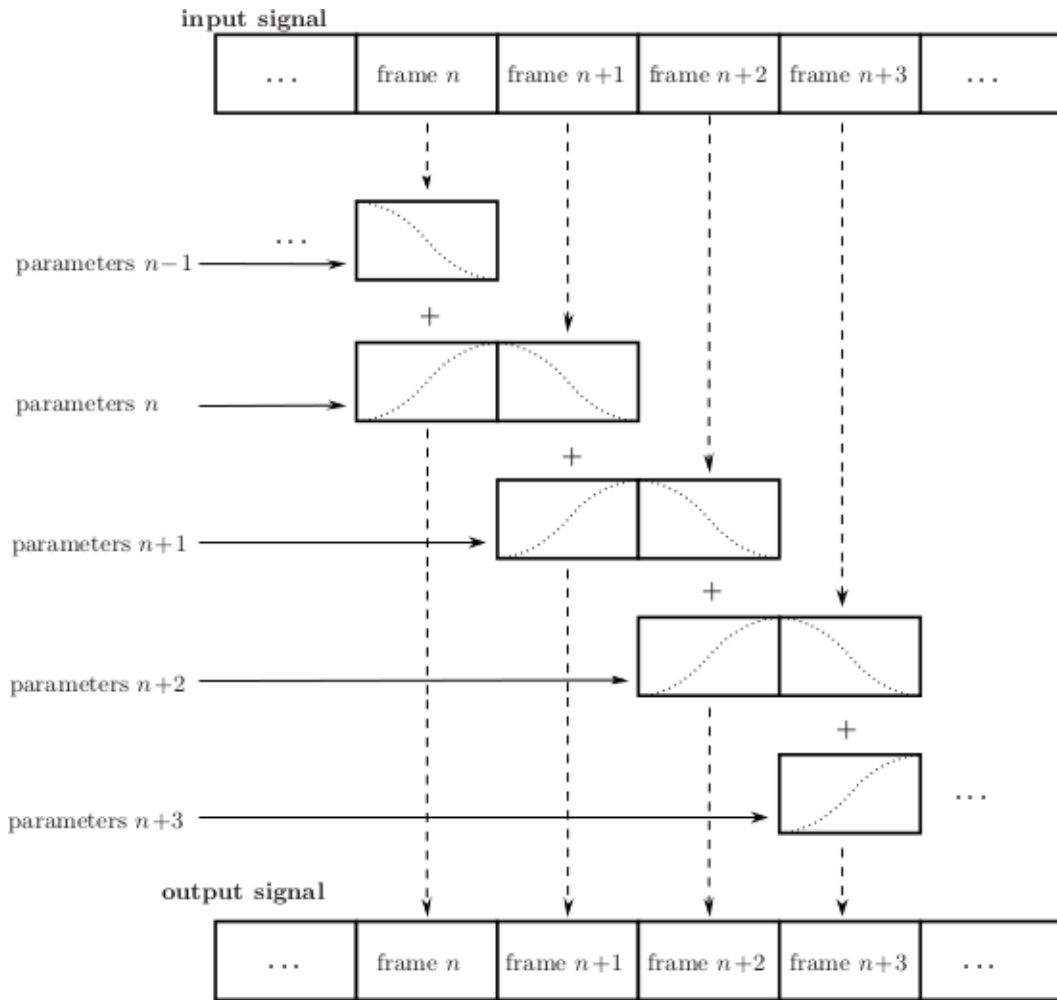 input signal
... frame n frame n+1 frame n+2 frame n+3 ...
...
parameters n−1
+
parameters n
+
parameters n+1
+
parameters n+2
+
...
parameters n+3
output signal
... frame n frame n+1 frame n+2 frame n+3 ...